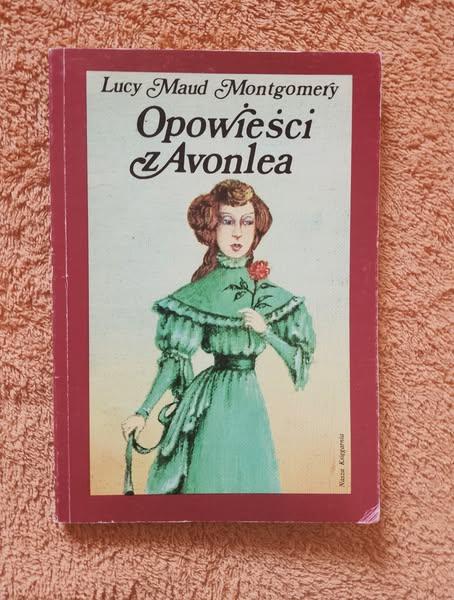 Lucy Maud Montgomery
Opowieści
z Avonlea
Nasza Księgarnia